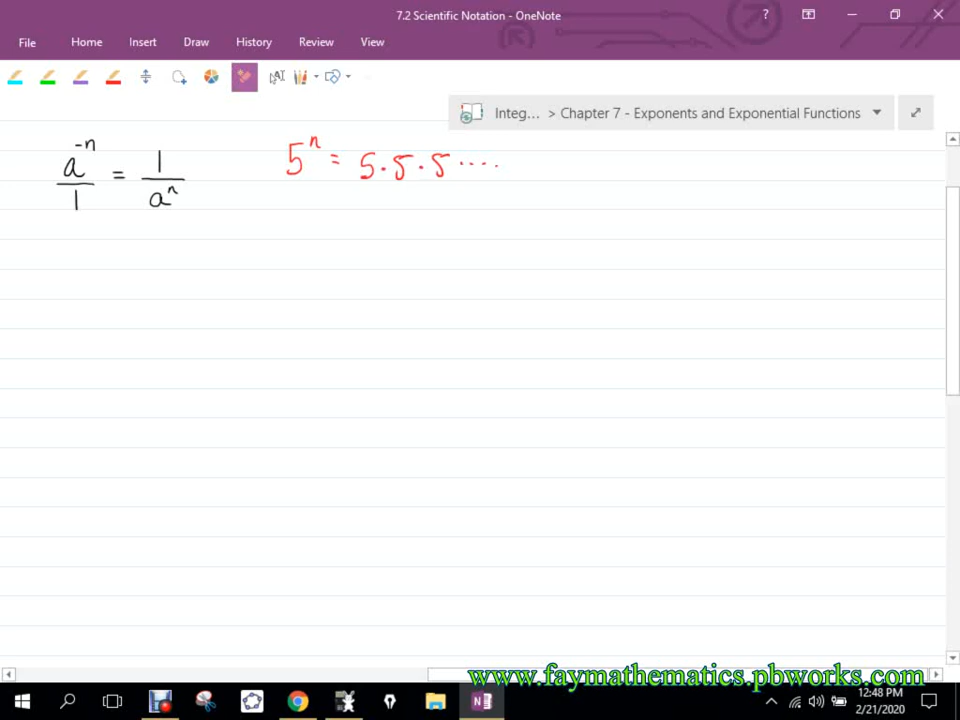 7.2 Scientific Notation - OneNote
?
File Home Insert Draw History Review View
Integ... > Chapter 7 - Exponents and Exponential Functions
a^-n/1 = 1/a^n
5^n = 5·5·5····
www.faymathematics.pbworks.com
12:48 PM
2/21/2020